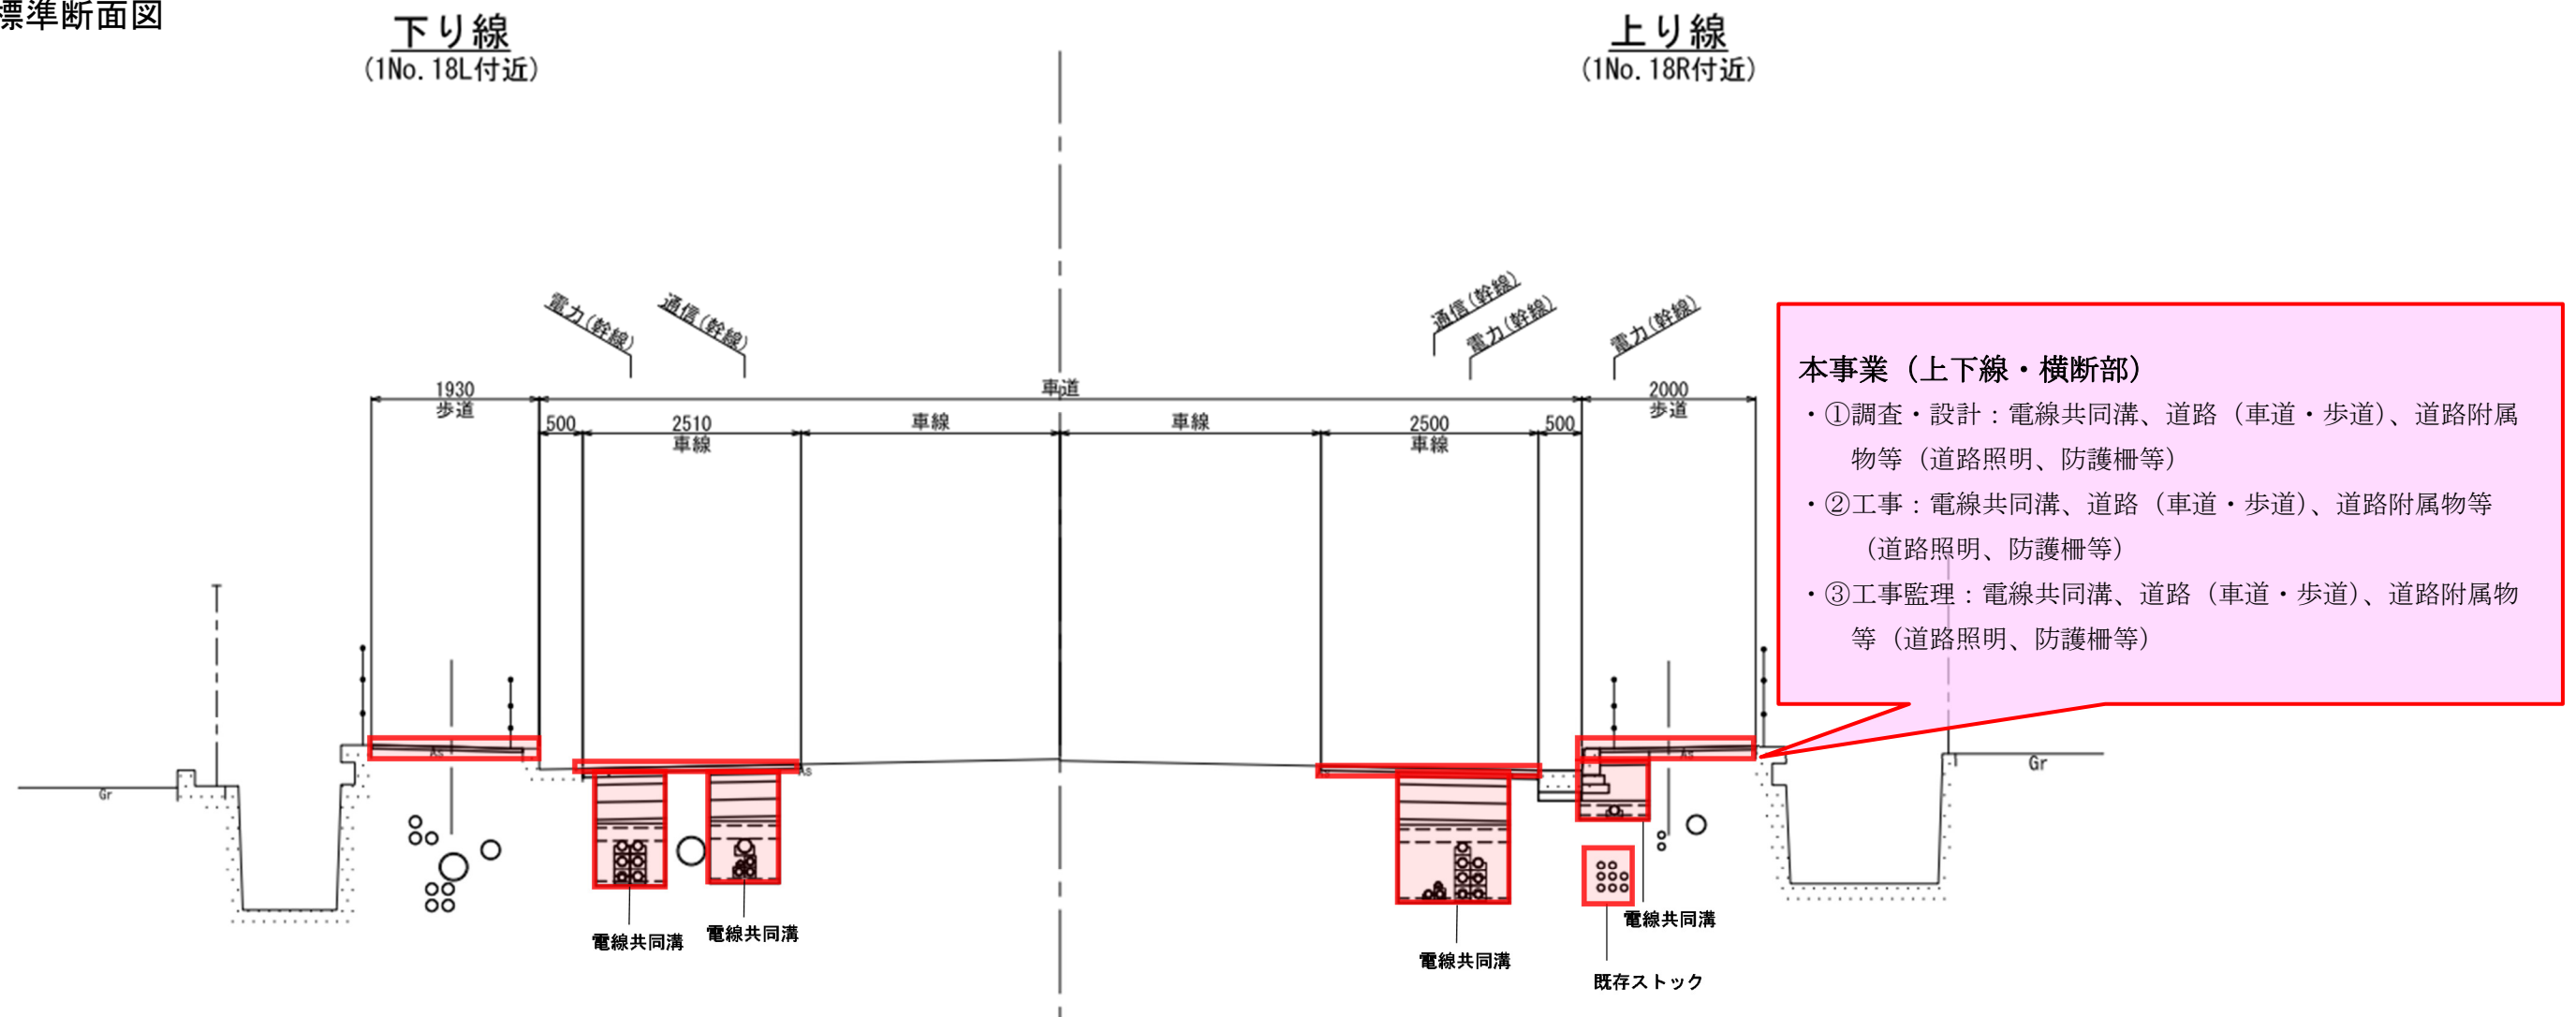 標準断面図
下り線
(1No.18L付近)
上り線
(1No.18R付近)
電力(幹線)
通信(幹線)
通信(幹線)
電力(幹線)
電力(幹線)
1930
歩道
車道
2000
歩道
500
2510
車線
車線
車線
2500
車線
500
本事業（上下線・横断部）
・①調査・設計：電線共同溝、道路（車道・歩道）、道路附属
物等（道路照明、防護柵等）
・②工事：電線共同溝、道路（車道・歩道）、道路附属物等
（道路照明、防護柵等）
・③工事監理：電線共同溝、道路（車道・歩道）、道路附属物
等（道路照明、防護柵等）
Gr
As
As
As
Gr
電線共同溝
電線共同溝
電線共同溝
電線共同溝
既存ストック